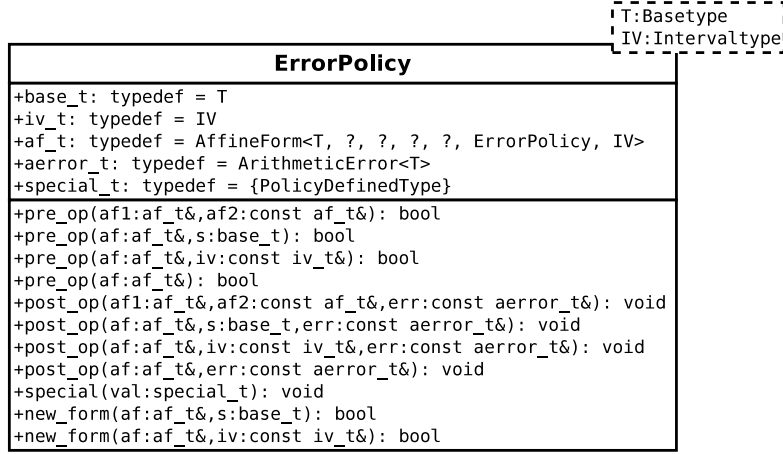 T:Basetype
IV:Intervaltype
ErrorPolicy
+base_t: typedef = T
+iv_t: typedef = IV
+af_t: typedef = AffineForm<T, ?, ?, ?, ?, ErrorPolicy, IV>
+aerror_t: typedef = ArithmeticError<T>
+special_t: typedef = {PolicyDefinedType}
+pre_op(af1:af_t&,af2:const af_t&): bool
+pre_op(af:af_t&,s:base_t): bool
+pre_op(af:af_t&,iv:const iv_t&): bool
+pre_op(af:af_t&): bool
+post_op(af1:af_t&,af2:const af_t&,err:const aerror_t&): void
+post_op(af:af_t&,s:base_t,err:const aerror_t&): void
+post_op(af:af_t&,iv:const iv_t&,err:const aerror_t&): void
+post_op(af:af_t&,err:const aerror_t&): void
+special(val:special_t): void
+new_form(af:af_t&,s:base_t): bool
+new_form(af:af_t&,iv:const iv_t&): bool